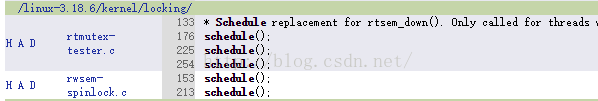 /linux-3.18.6/kernel/locking/
133 * Schedule replacement for rtsem_down(). Only called for threads
H A D rtmutex-tester.c 176 schedule();
225 schedule();
254 schedule();
H A D rwsem-spinlock.c 153 schedule();
213 schedule();
http://blog.csdn.net/